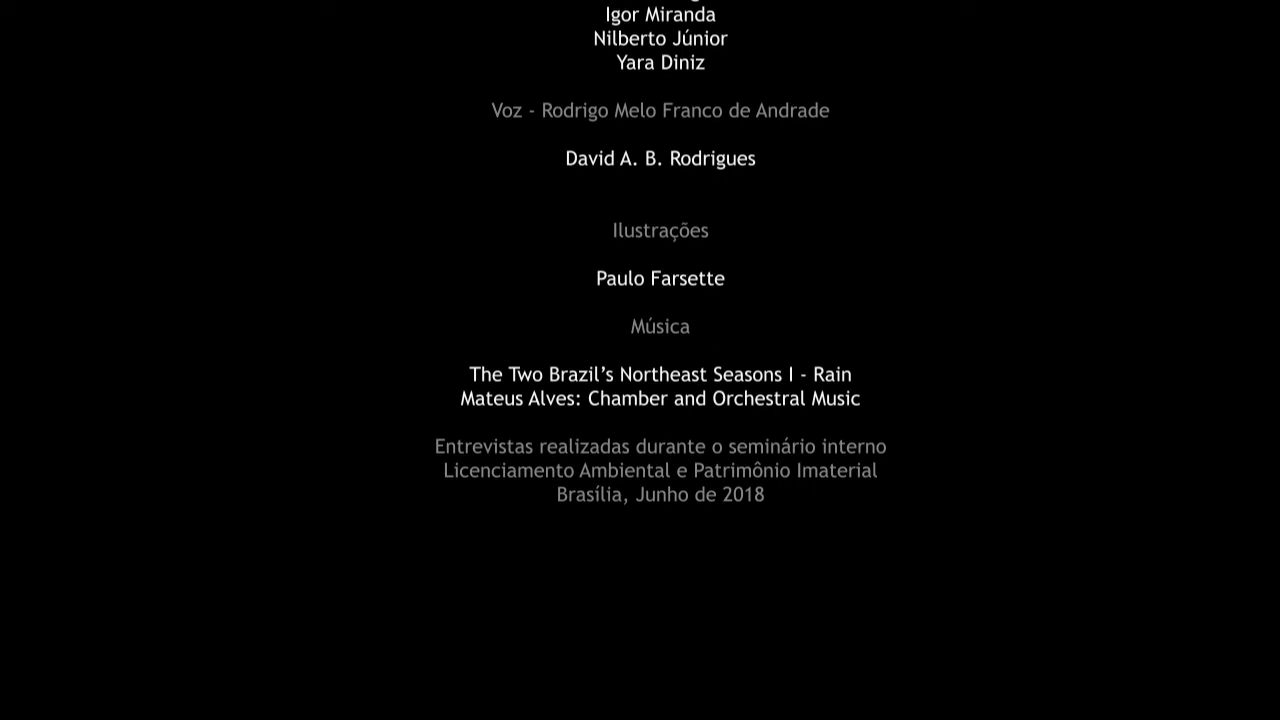 Igor Miranda
Nilberto Júnior
Yara Diniz
Voz - Rodrigo Melo Franco de Andrade
David A. B. Rodrigues
Ilustrações
Paulo Farsette
Música
The Two Brazil’s Northeast Seasons I - Rain
Mateus Alves: Chamber and Orchestral Music
Entrevistas realizadas durante o seminário interno
Licenciamento Ambiental e Patrimônio Imaterial
Brasília, Junho de 2018